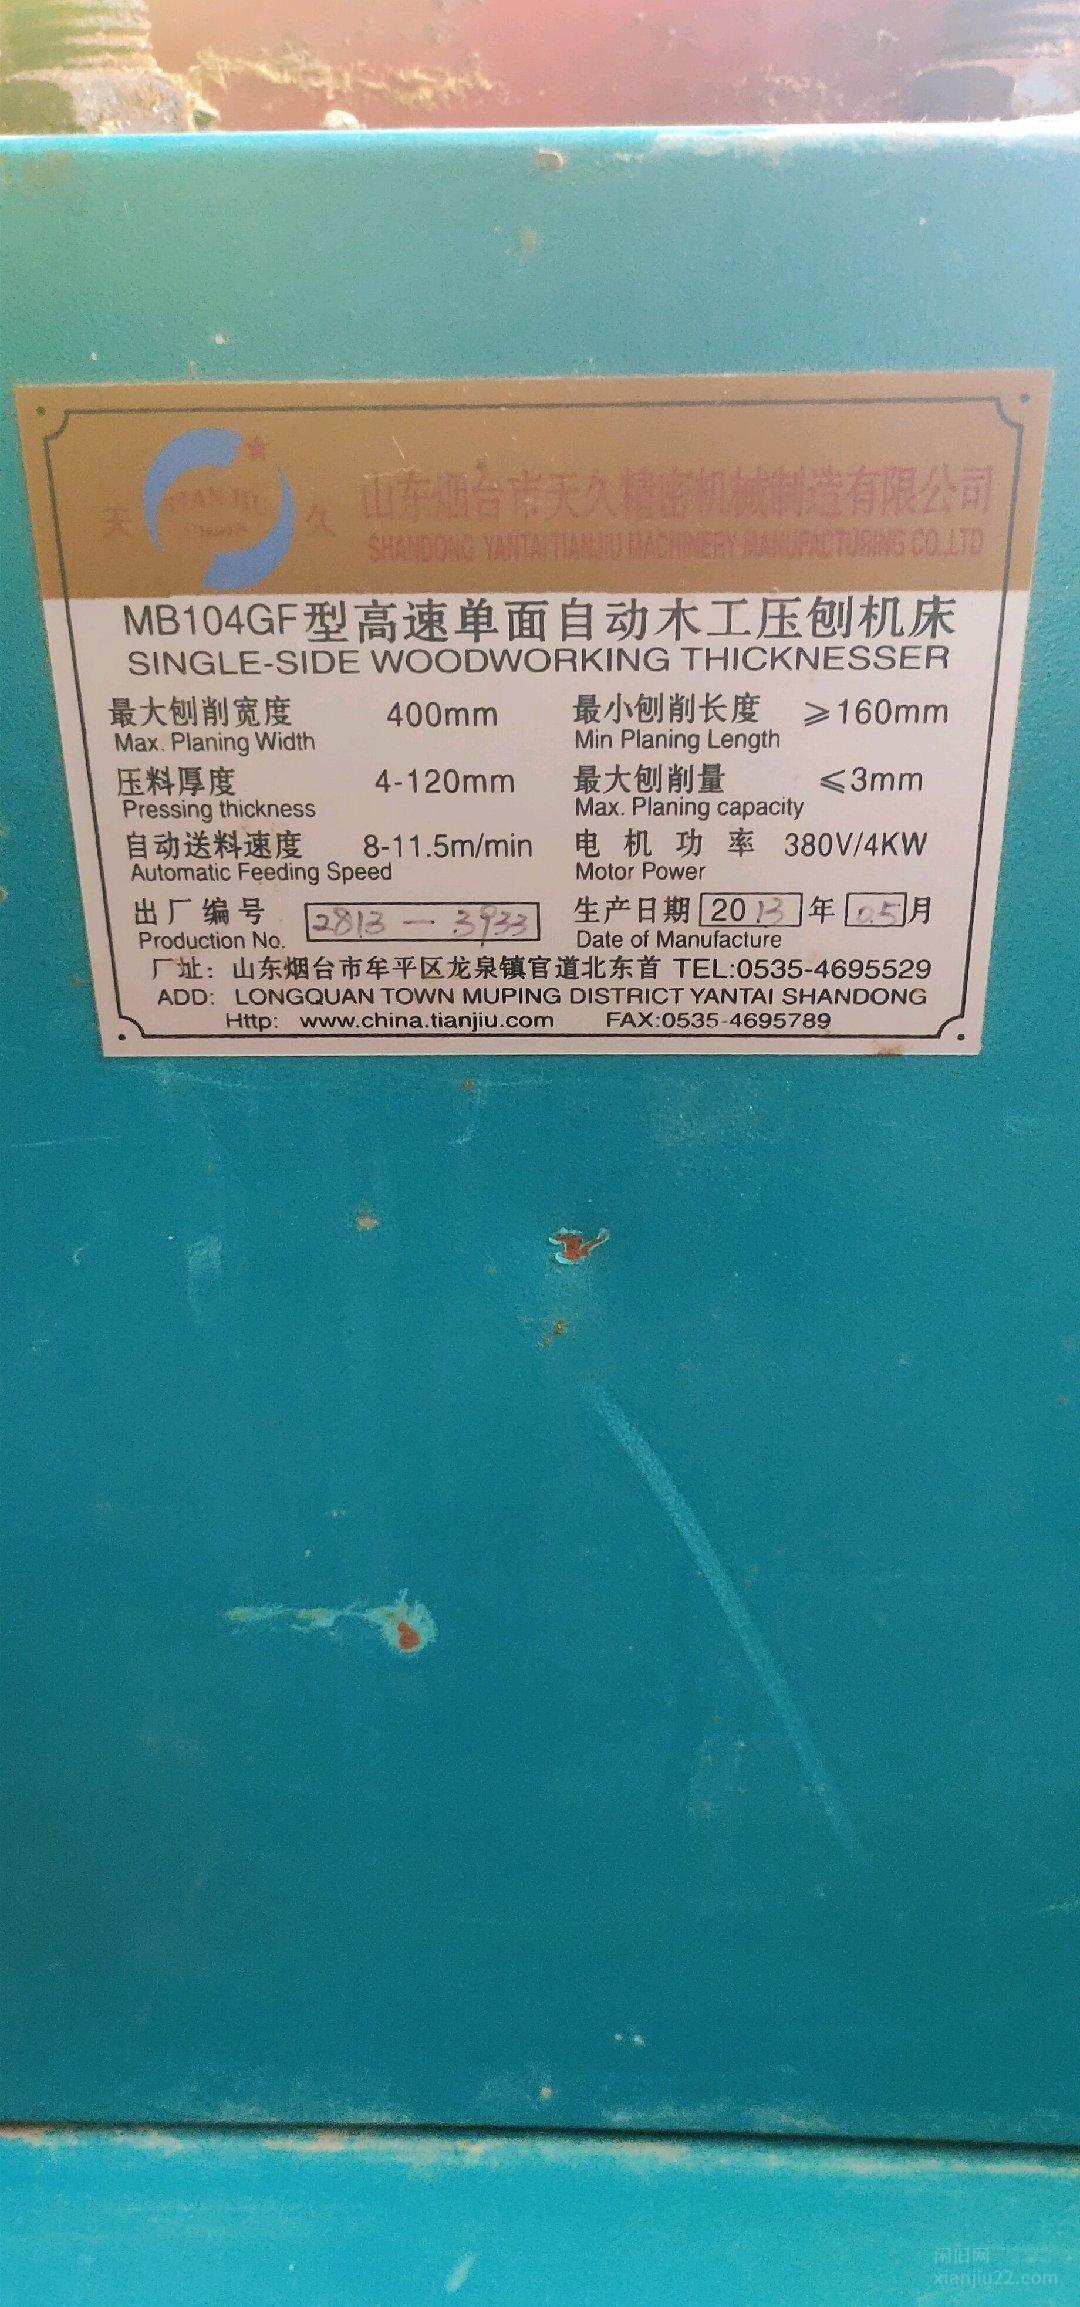 天 TIAN JIU 久
山东烟台市天久精密机械制造有限公司
SHANDONG YANTAI TIANJIU MACHINERY MANUFACTURING CO.,LTD
MB104GF型高速单面自动木工压刨机床
SINGLE-SIDE WOODWORKING THICKNESSER
最大刨削宽度 400mm 最小刨削长度 ≥160mm
Max. Planing Width Min Planing Length
压料厚度 4-120mm 最大刨削量 ≤3mm
Pressing thickness Max. Planing capacity
自动送料速度 8-11.5m/min 电机功率 380V/4KW
Automatic Feeding Speed Motor Power
出厂编号 2813-3933 生产日期 2013年05月
Production No. Date of Manufacture
厂址：山东烟台市牟平区龙泉镇官道北东首 TEL:0535-4695529
ADD: LONGQUAN TOWN MUPING DISTRICT YANTAI SHANDONG
Http: www.china.tianjiu.com FAX:0535-4695789
闲旧网
xianjiu22.com